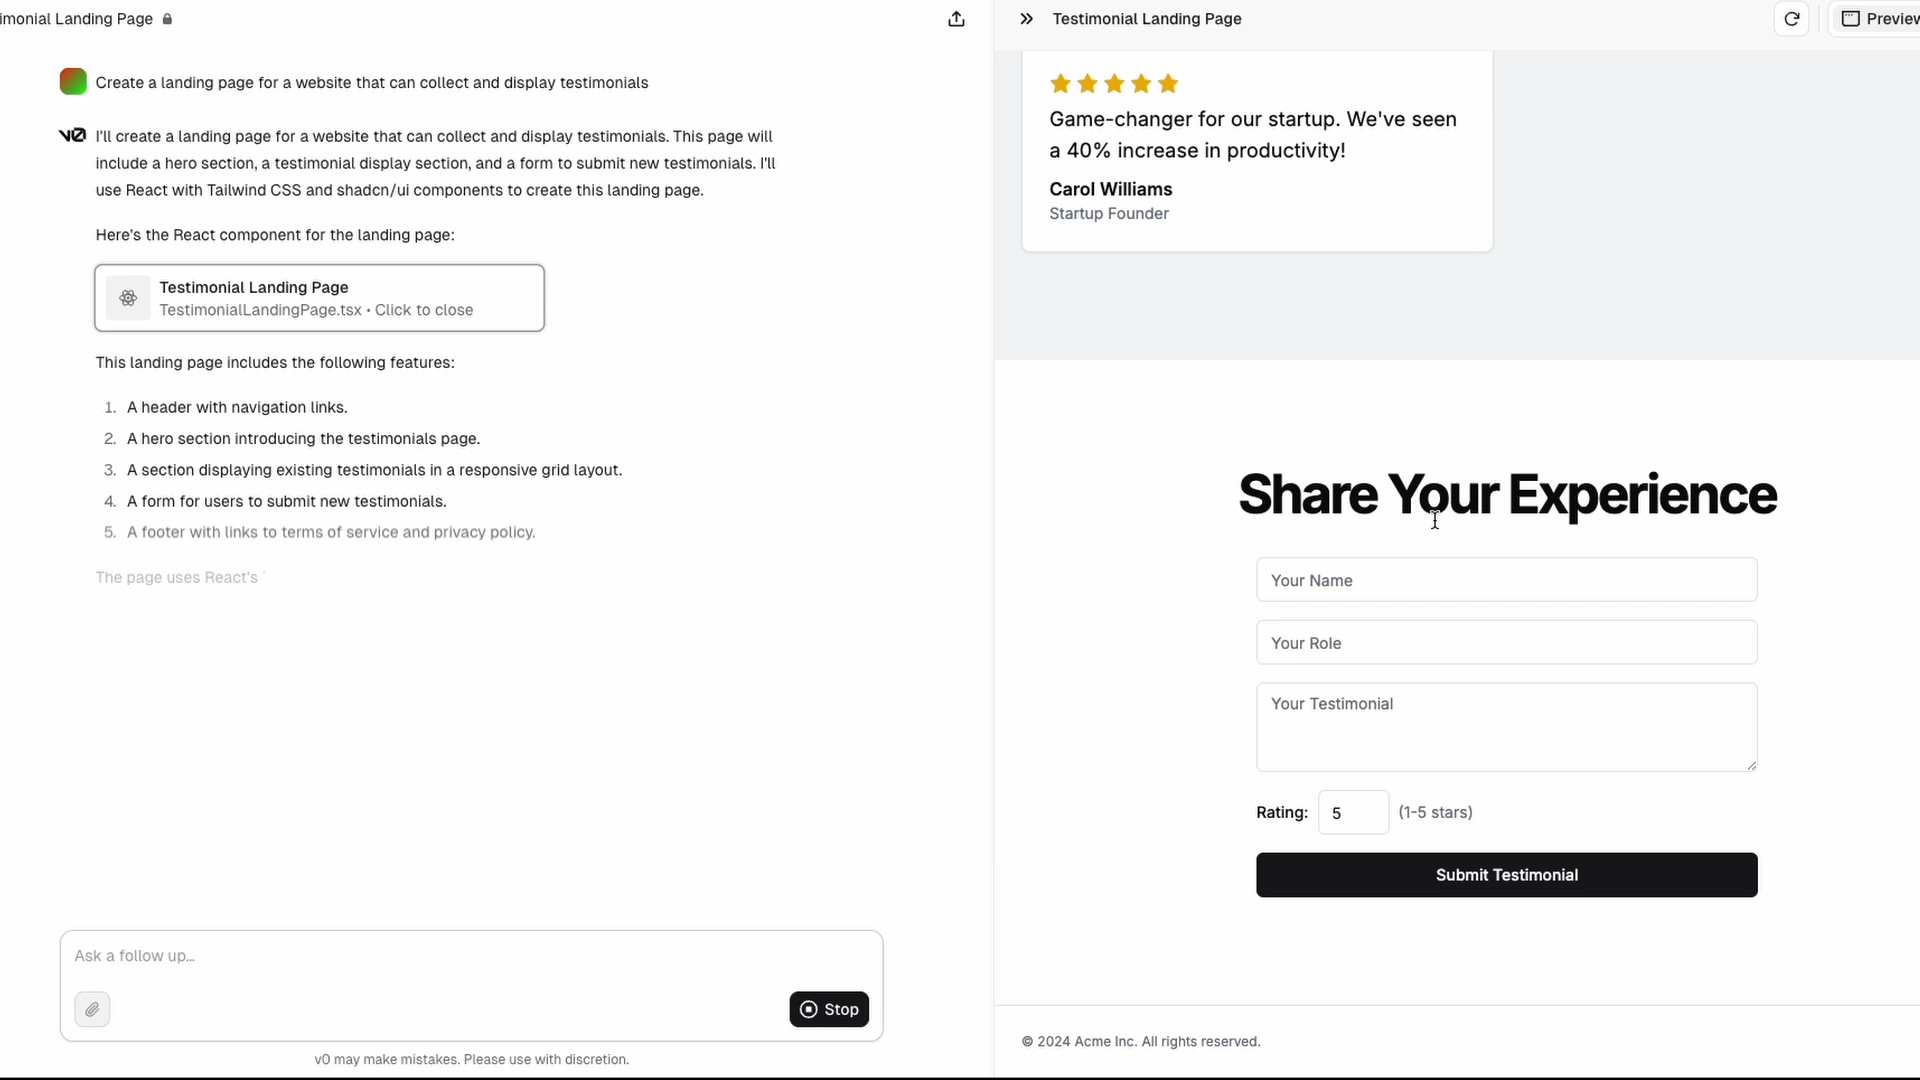 imonial Landing Page
Create a landing page for a website that can collect and display testimonials
v0
I'll create a landing page for a website that can collect and display testimonials. This page will
include a hero section, a testimonial display section, and a form to submit new testimonials. I'll
use React with Tailwind CSS and shadcn/ui components to create this landing page.
Here's the React component for the landing page:
Testimonial Landing Page
TestimonialLandingPage.tsx • Click to close
This landing page includes the following features:
1. A header with navigation links.
2. A hero section introducing the testimonials page.
3. A section displaying existing testimonials in a responsive grid layout.
4. A form for users to submit new testimonials.
5. A footer with links to terms of service and privacy policy.
The page uses React's `
Ask a follow up...
Stop
v0 may make mistakes. Please use with discretion.
Testimonial Landing Page
Preview
Game-changer for our startup. We've seen
a 40% increase in productivity!
Carol Williams
Startup Founder
Share Your Experience
Your Name
Your Role
Your Testimonial
Rating: 5 (1-5 stars)
Submit Testimonial
© 2024 Acme Inc. All rights reserved.